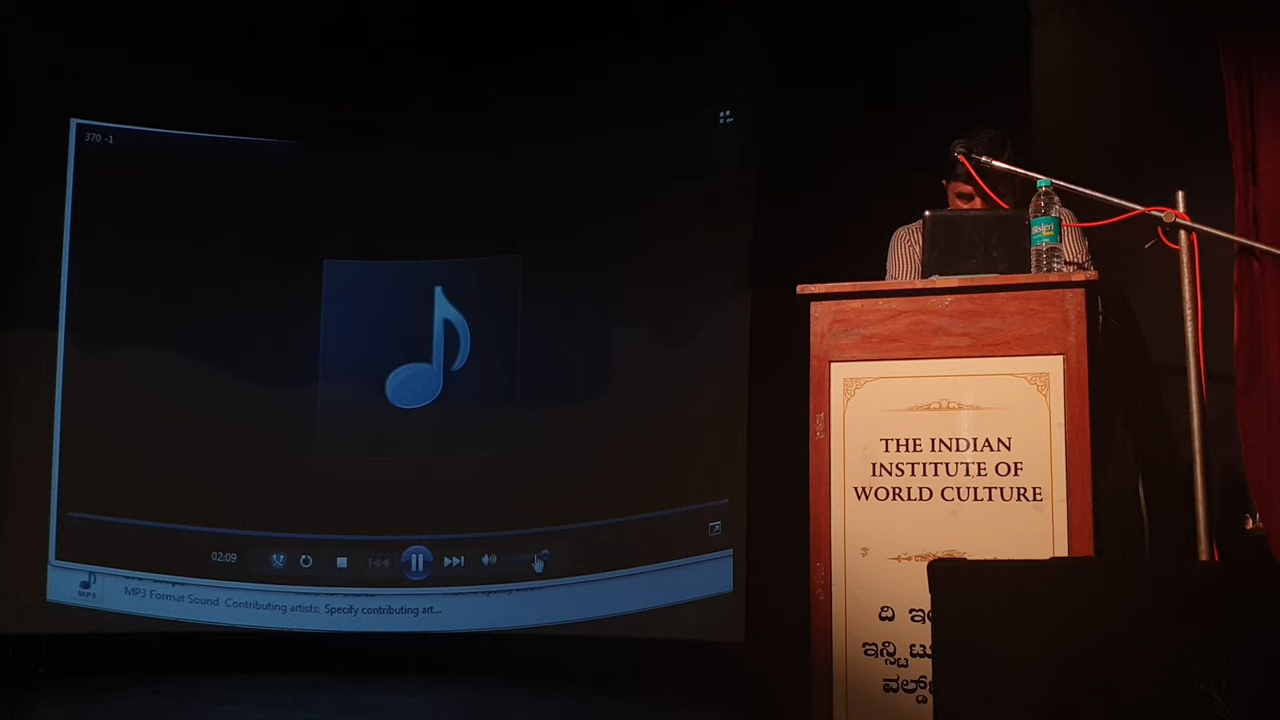 370 -1
02:09
MP3
MP3 Format Sound Contributing artists: Specify contributing art...
Bisleri
THE INDIAN
INSTITUTE OF
WORLD CULTURE
ದಿ
ಇನ್ಸ್ಟಿಟ್ಯೂ
ವರ್ಲ್ಡ್